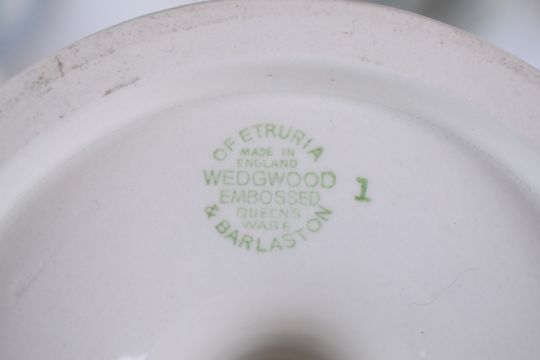 OF ETRURIA
MADE IN
ENGLAND
WEDGWOOD
EMBOSSED
QUEEN'S
WARE
& BARLASTON
1